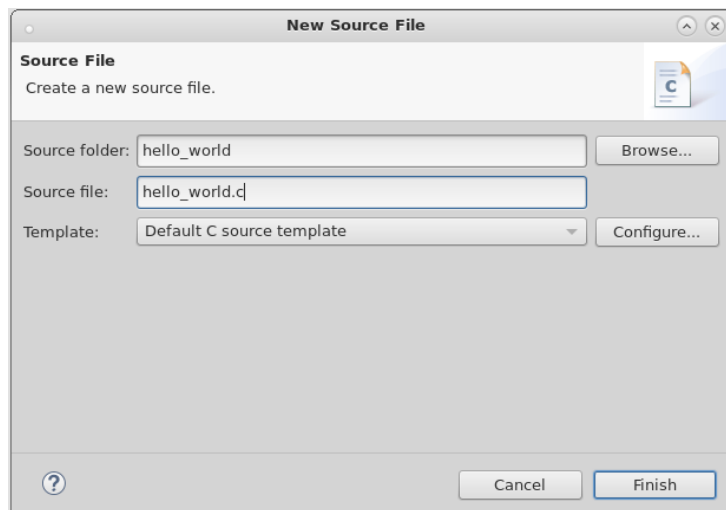 New Source File
Source File
Create a new source file.
C
Source folder: hello_world Browse...
Source file: hello_world.c
Template: Default C source template Configure...
? Cancel Finish